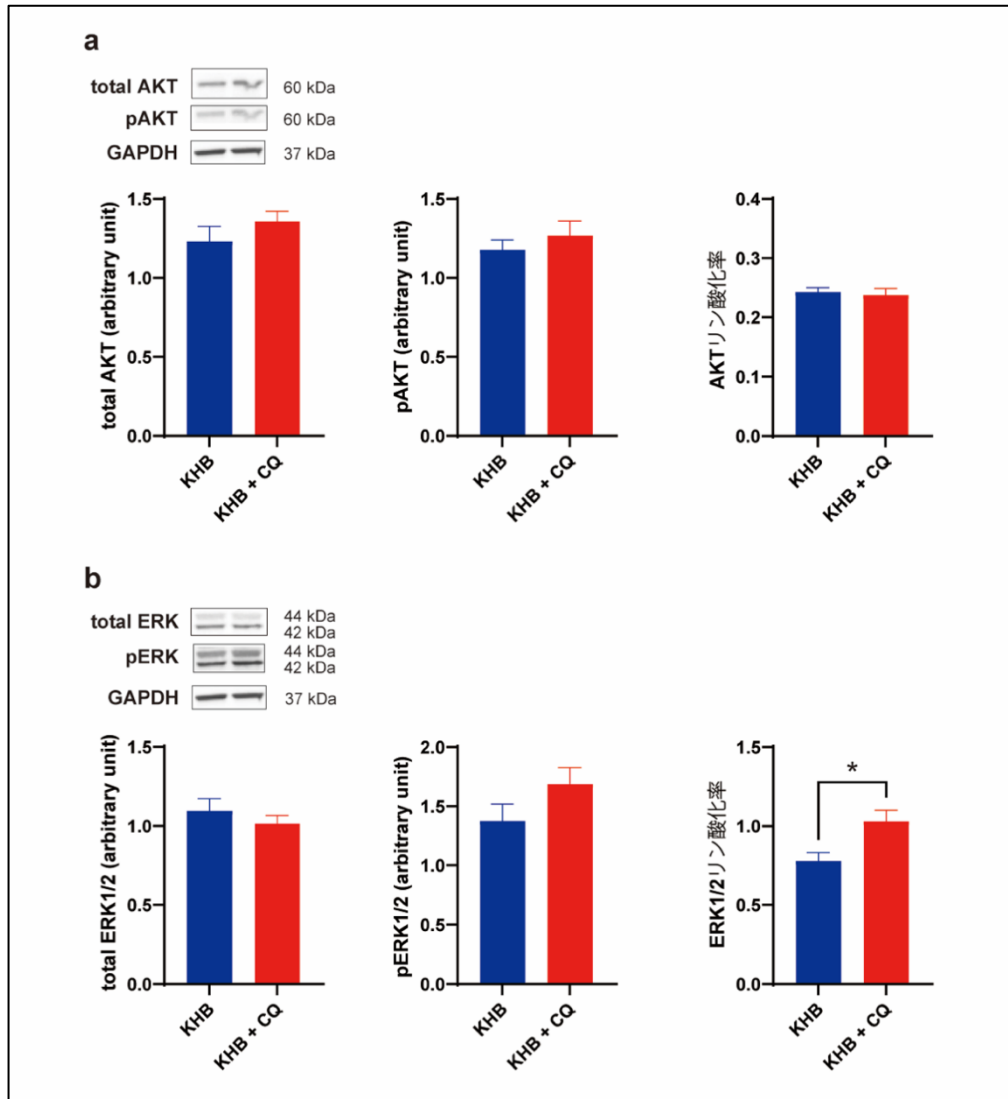 a
total AKT
60 kDa
pAKT
60 kDa
GAPDH
37 kDa
total AKT (arbitrary unit)
1.5
1.0
0.5
0.0
KHB
KHB + CQ
pAKT (arbitrary unit)
1.5
1.0
0.5
0.0
KHB
KHB + CQ
AKTリン酸化率
0.4
0.3
0.2
0.1
0.0
KHB
KHB + CQ
b
total ERK
44 kDa
42 kDa
pERK
44 kDa
42 kDa
GAPDH
37 kDa
total ERK1/2 (arbitrary unit)
1.5
1.0
0.5
0.0
KHB
KHB + CQ
pERK1/2 (arbitrary unit)
2.0
1.5
1.0
0.5
0.0
KHB
KHB + CQ
ERK1/2リン酸化率
1.5
1.0
0.5
0.0
*
KHB
KHB + CQ